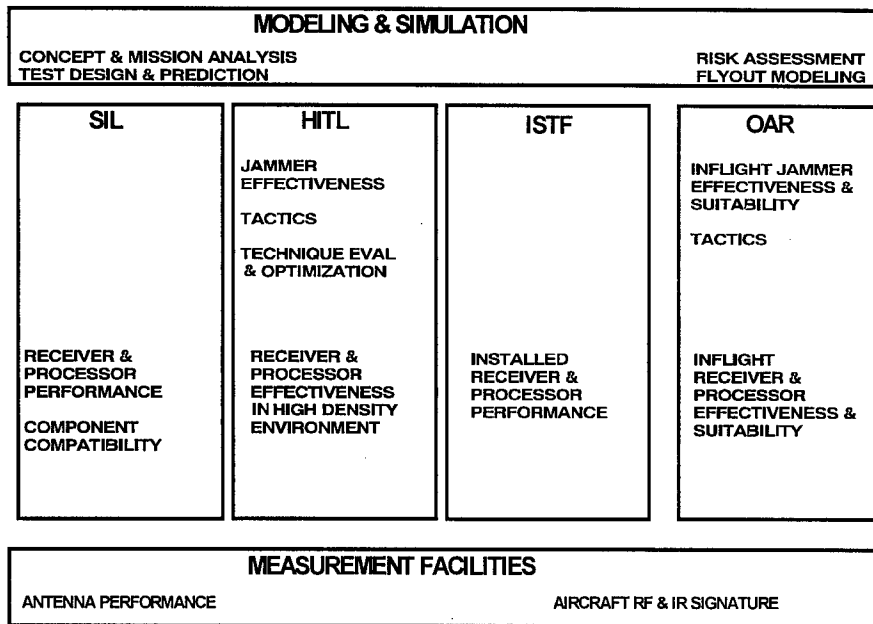 MODELING & SIMULATION
CONCEPT & MISSION ANALYSIS
TEST DESIGN & PREDICTION
RISK ASSESSMENT
FLYOUT MODELING
SIL
RECEIVER &
PROCESSOR
PERFORMANCE
COMPONENT
COMPATIBILITY
HITL
JAMMER
EFFECTIVENESS
TACTICS
TECHNIQUE EVAL
& OPTIMIZATION
RECEIVER &
PROCESSOR
EFFECTIVENESS
IN HIGH DENSITY
ENVIRONMENT
ISTF
INSTALLED
RECEIVER &
PROCESSOR
PERFORMANCE
OAR
INFLIGHT JAMMER
EFFECTIVENESS &
SUITABILITY
TACTICS
INFLIGHT
RECEIVER &
PROCESSOR
EFFECTIVENESS &
SUITABILITY
MEASUREMENT FACILITIES
ANTENNA PERFORMANCE
AIRCRAFT RF & IR SIGNATURE